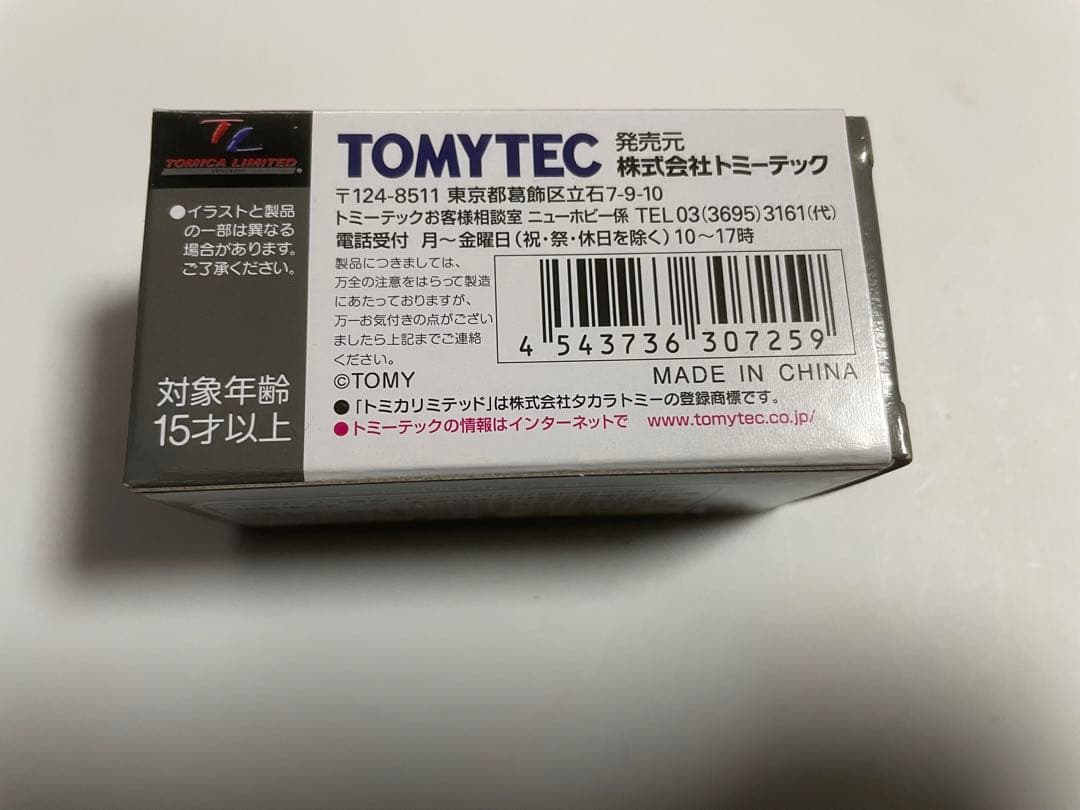 TL
TOMICA LIMITED
●イラストと製品
の一部は異なる
場合があります。
ご了承ください。
対象年齢
15才以上
TOMYTEC 発売元
株式会社トミーテック
〒124-8511 東京都葛飾区立石7-9-10
トミーテックお客様相談室 ニューホビー係 TEL 03(3695)3161(代)
電話受付 月～金曜日(祝・祭・休日を除く)10～17時
製品につきましては、
万全の注意をはらって製造
にあたっておりますが、
万一お気付きの点がござい
ましたら上記までご連絡
ください。
4 543736 307259
©TOMY MADE IN CHINA
●「トミカリミテッド」は株式会社タカラトミーの登録商標です。
●トミーテックの情報はインターネットで www.tomytec.co.jp/